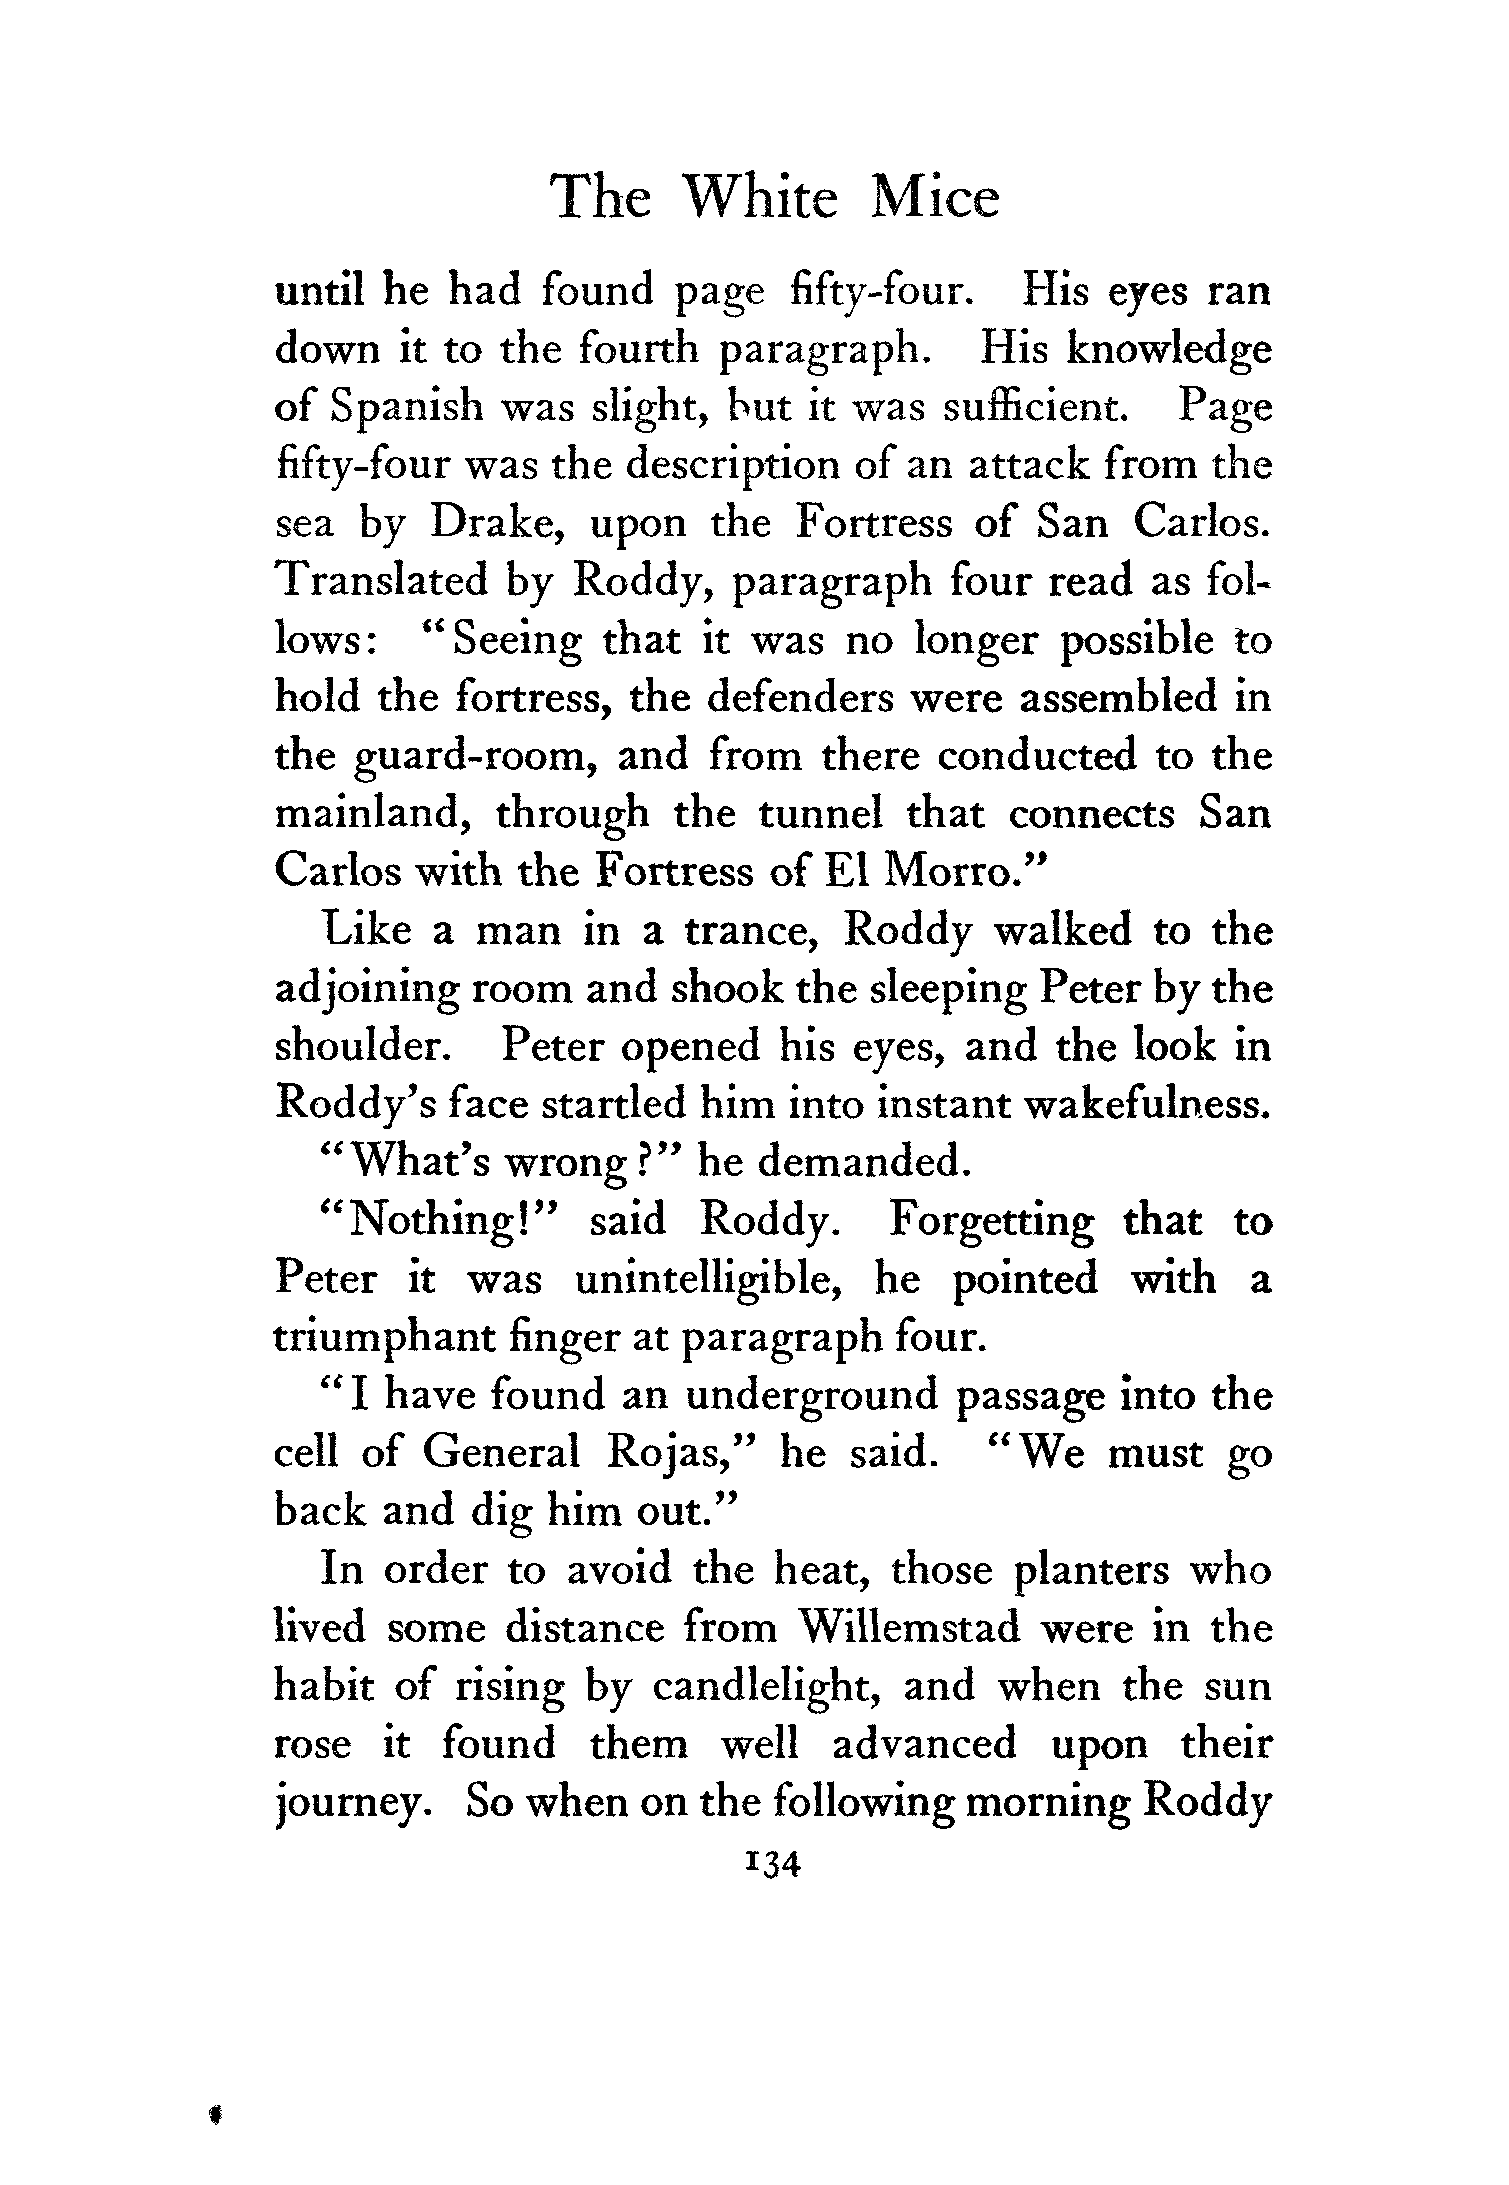 The White Mice
until he had found page fifty-four. His eyes ran
down it to the fourth paragraph. His knowledge
of Spanish was slight, but it was sufficient. Page
fifty-four was the description of an attack from the
sea by Drake, upon the Fortress of San Carlos.
Translated by Roddy, paragraph four read as fol-
lows: "Seeing that it was no longer possible to
hold the fortress, the defenders were assembled in
the guard-room, and from there conducted to the
mainland, through the tunnel that connects San
Carlos with the Fortress of El Morro."
Like a man in a trance, Roddy walked to the
adjoining room and shook the sleeping Peter by the
shoulder. Peter opened his eyes, and the look in
Roddy's face startled him into instant wakefulness.
"What's wrong?" he demanded.
"Nothing!" said Roddy. Forgetting that to
Peter it was unintelligible, he pointed with a
triumphant finger at paragraph four.
"I have found an underground passage into the
cell of General Rojas," he said. "We must go
back and dig him out."
In order to avoid the heat, those planters who
lived some distance from Willemstad were in the
habit of rising by candlelight, and when the sun
rose it found them well advanced upon their
journey. So when on the following morning Roddy
134